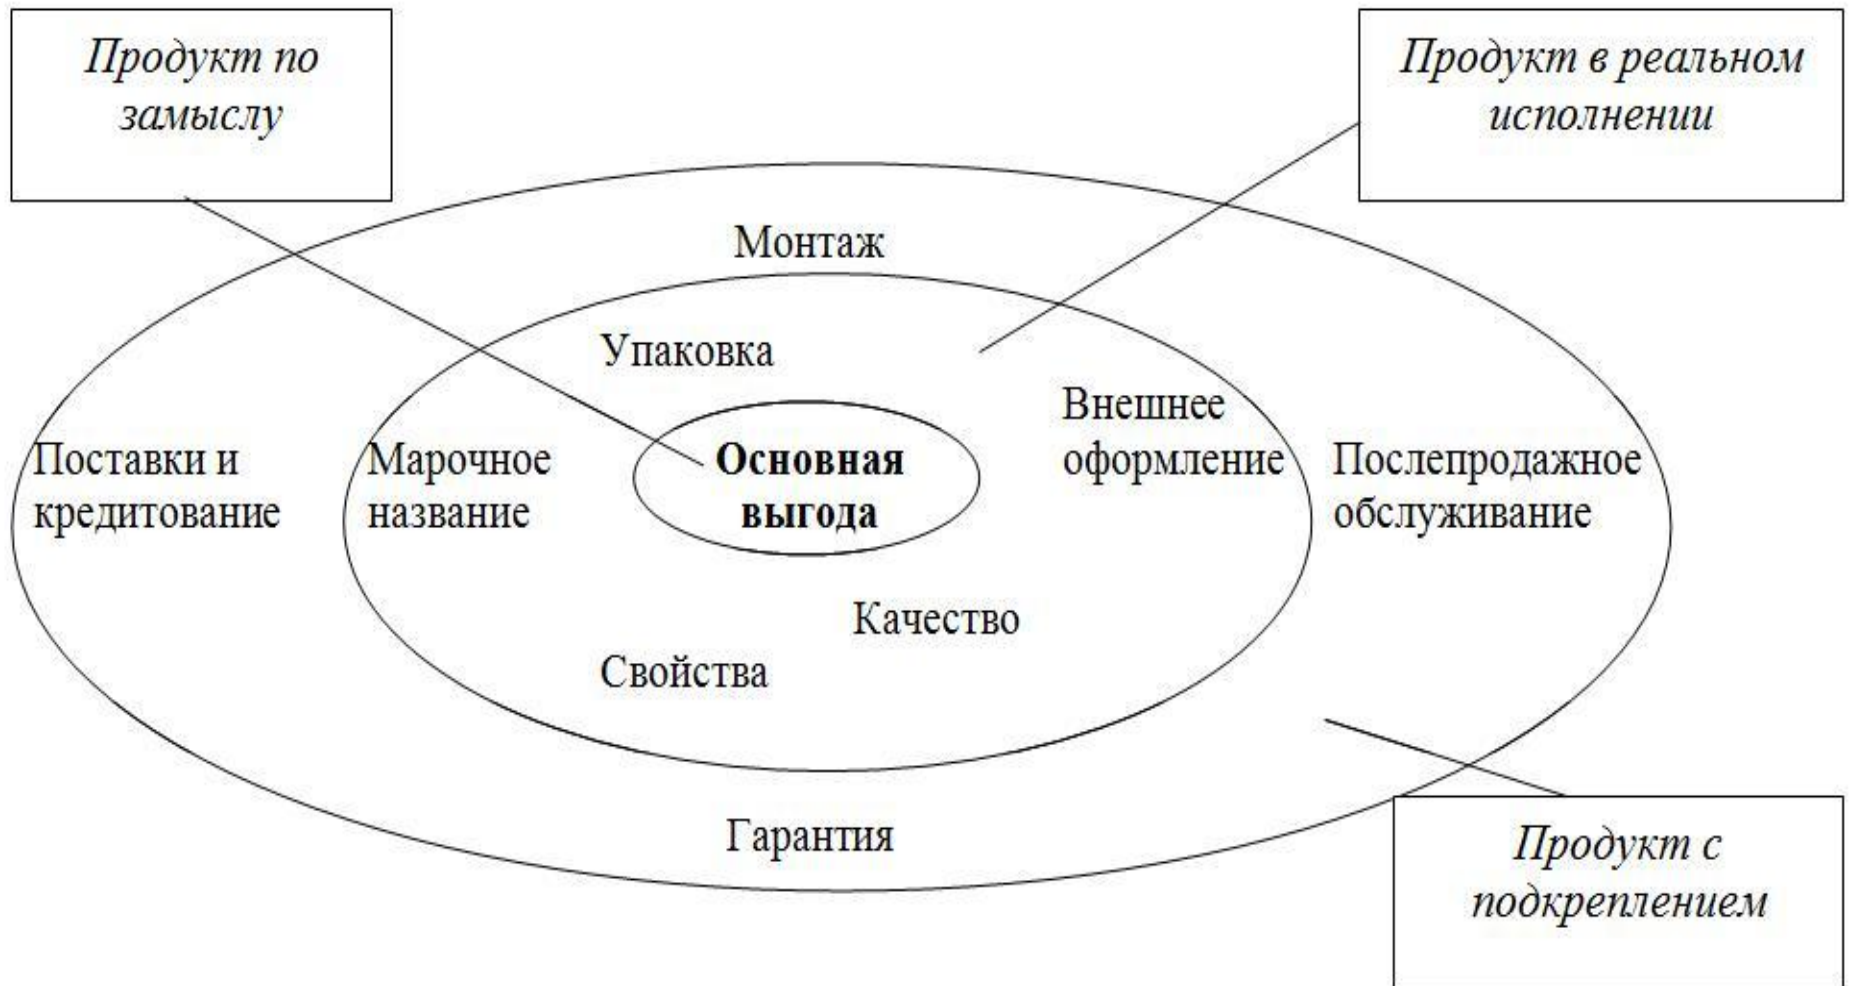 Продукт по
замыслу
Продукт в реальном
исполнении
Монтаж
Упаковка
Внешнее
оформление
Поставки и
кредитование
Марочное
название
Основная
выгода
Послепродажное
обслуживание
Качество
Свойства
Гарантия
Продукт с
подкреплением